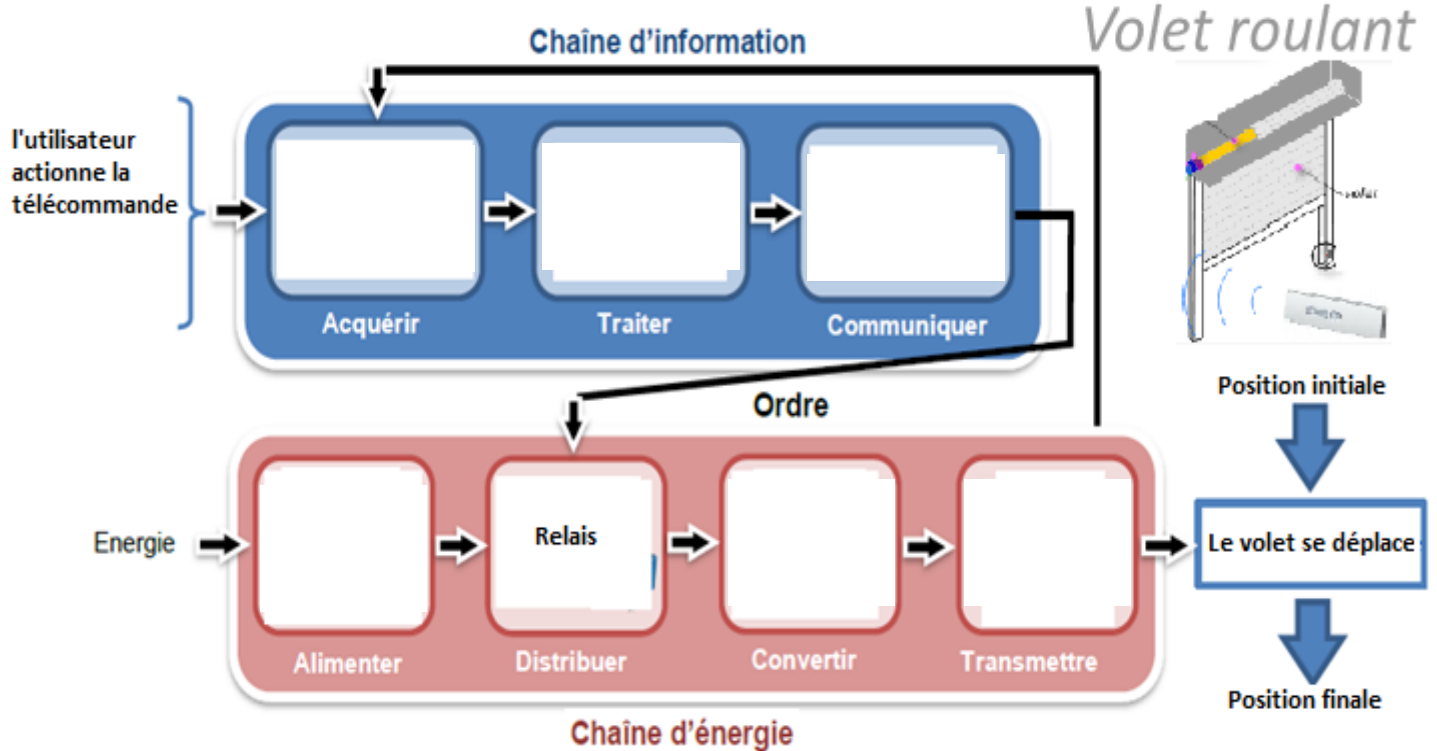 Volet roulant
Chaîne d'information
l'utilisateur
actionne la
télécommande
Acquérir
Traiter
Communiquer
volet
Position initiale
Ordre
Energie
Relais
Le volet se déplace
Alimenter
Distribuer
Convertir
Transmettre
Position finale
Chaîne d'énergie